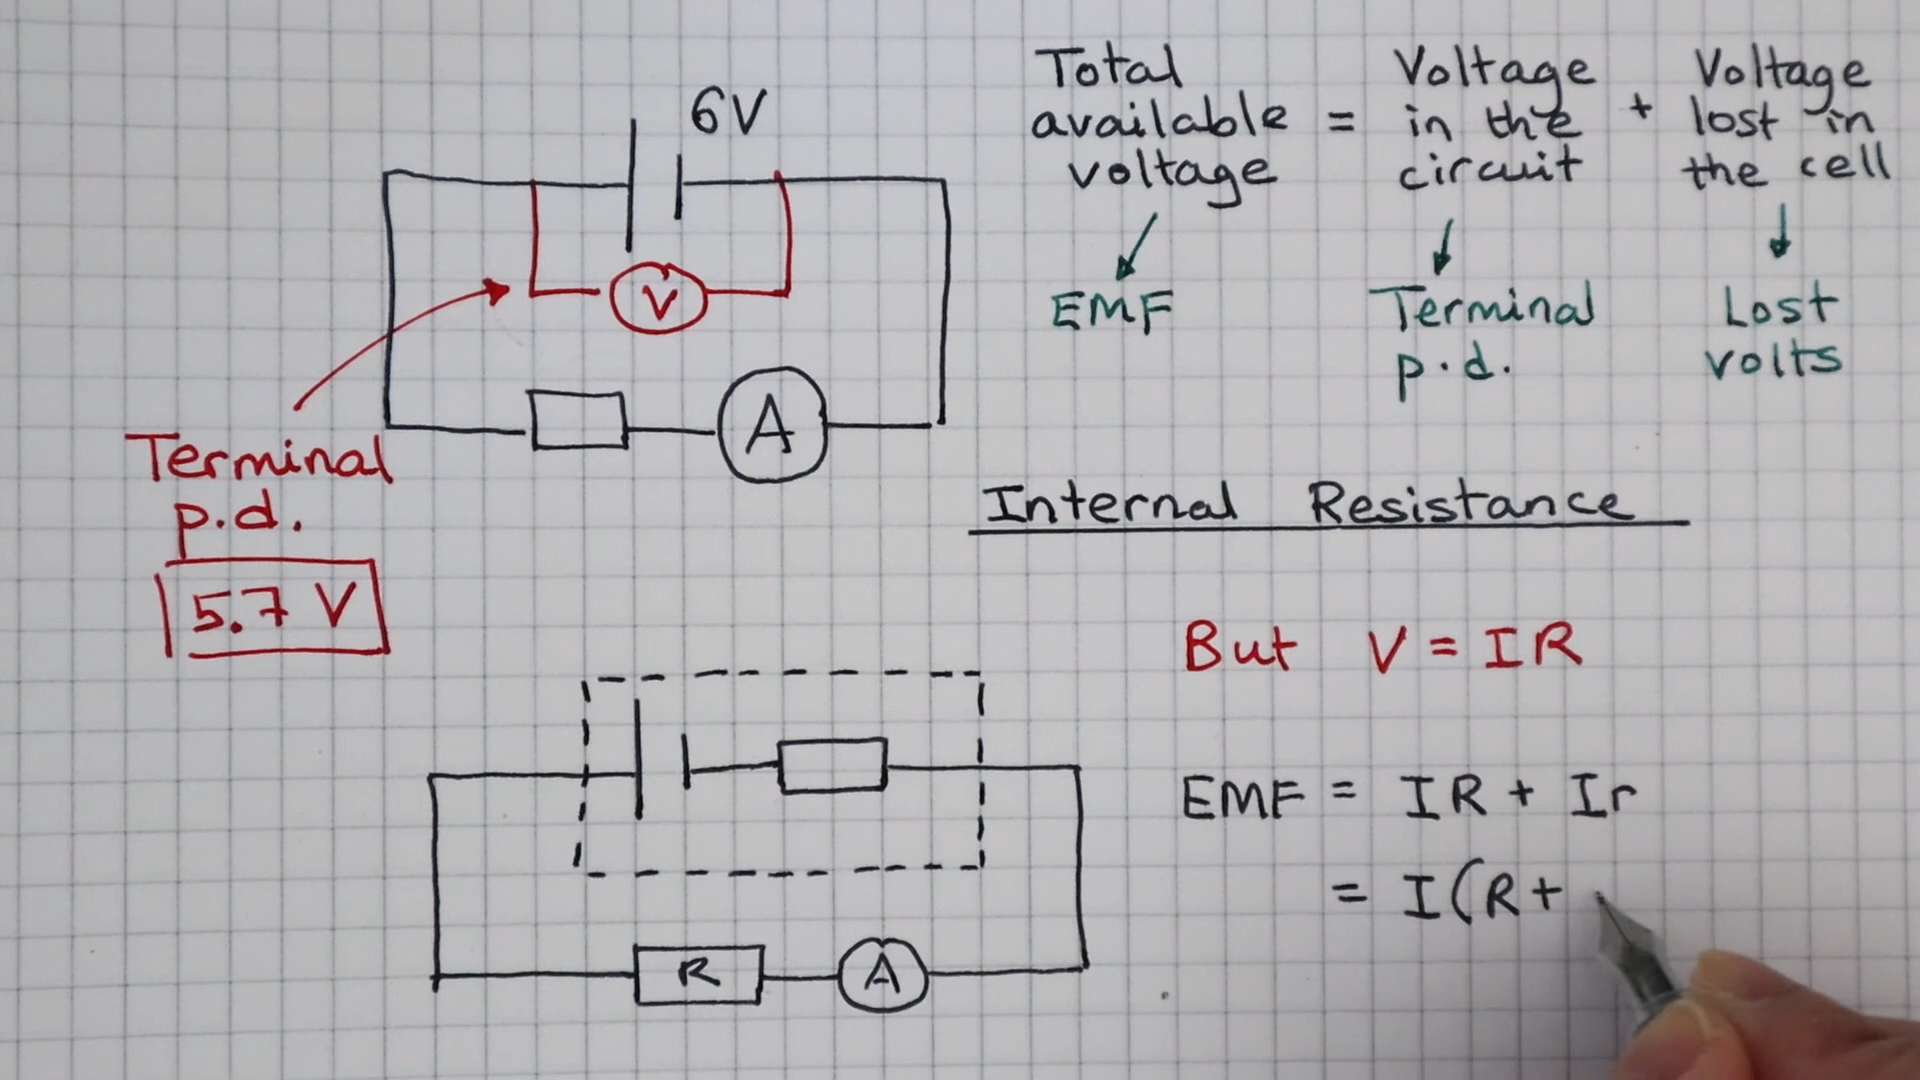 6V
V
A
Terminal
p.d.
5.7 V
Total available voltage = Voltage in the circuit + Voltage lost in the cell
EMF
Terminal
p.d.
Lost
volts
Internal Resistance
But V = IR
EMF = IR + Ir
= I(R+
R
A